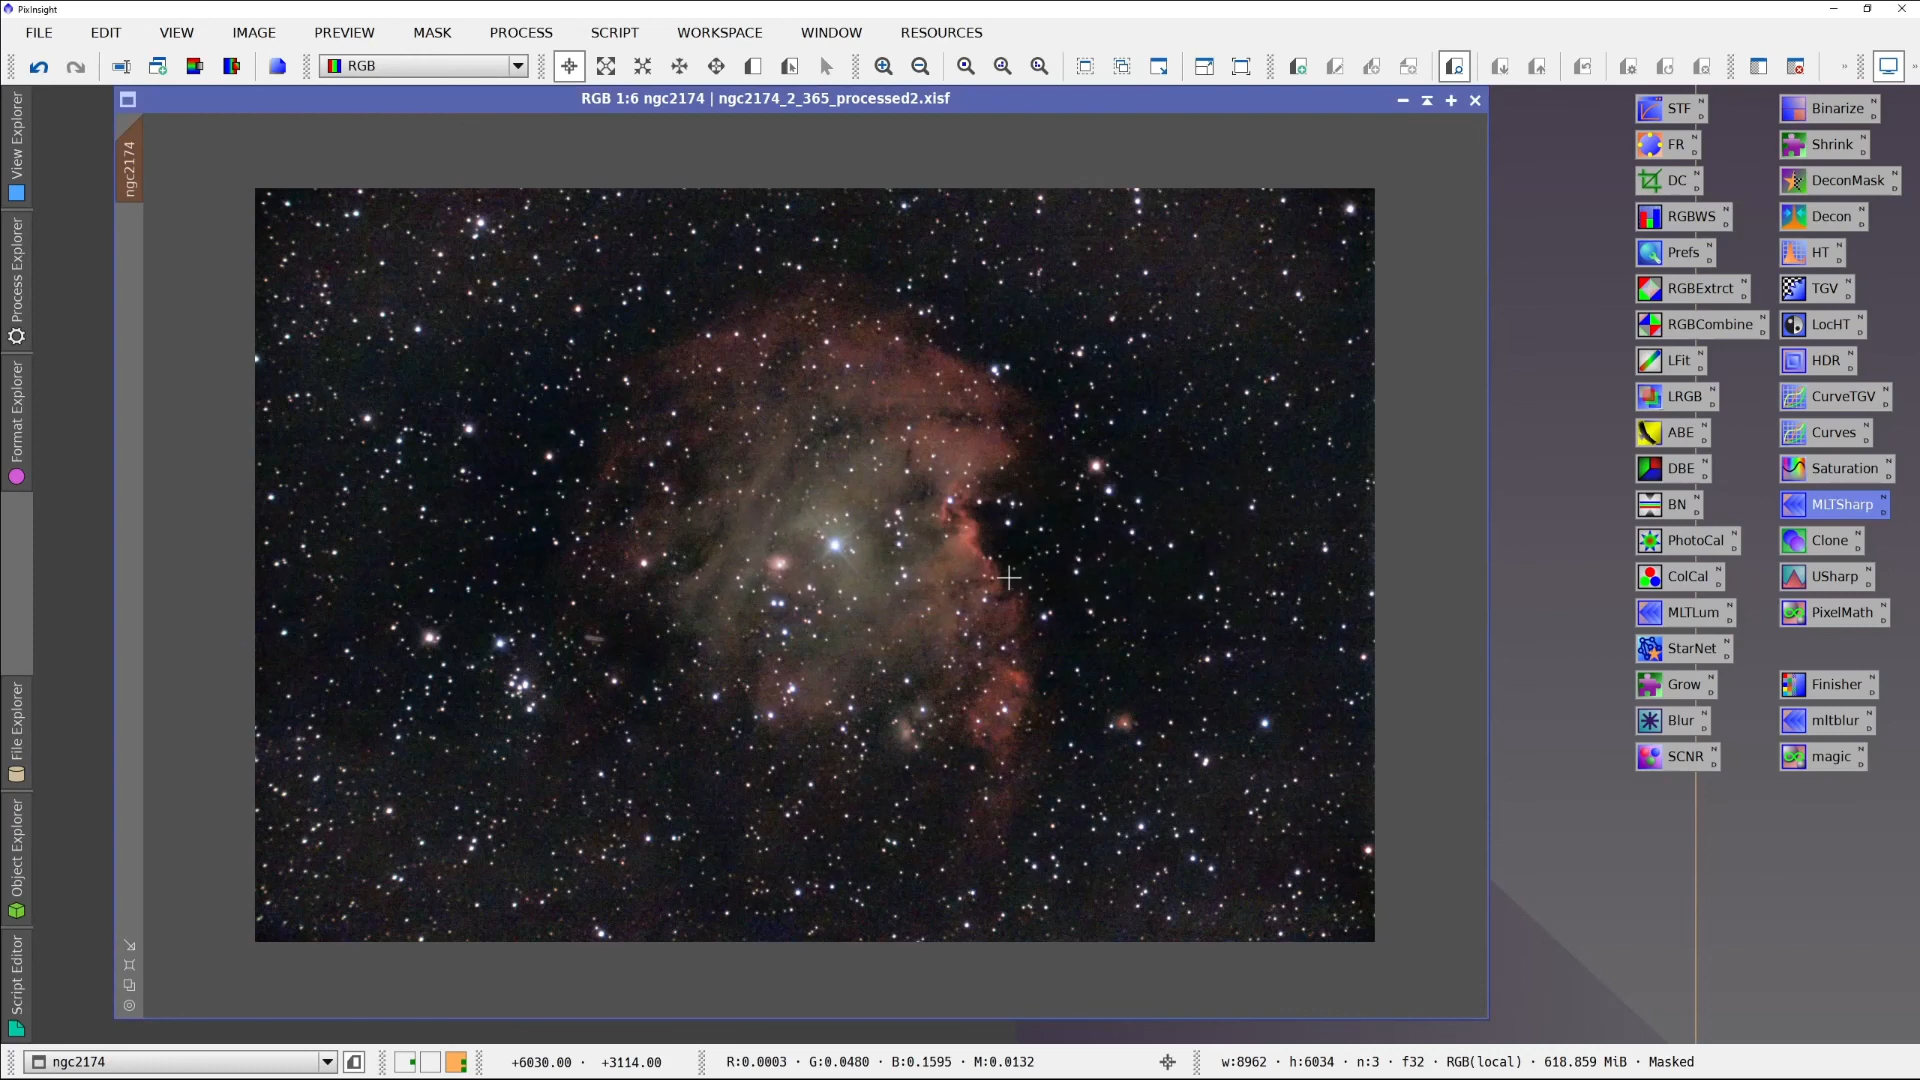 PixInsight
FILE EDIT VIEW IMAGE PREVIEW MASK PROCESS SCRIPT WORKSPACE WINDOW RESOURCES
RGB
RGB 1:6 ngc2174 | ngc2174_2_365_processed2.xisf
ngc2174
View Explorer
Process Explorer
Format Explorer
File Explorer
Object Explorer
Script Editor
STF N D
Binarize N D
FR N D
Shrink N D
DC N D
DeconMask N D
RGBWS N D
Decon N D
Prefs N D
HT N D
RGBExtrct N D
TGV N D
RGBCombine N D
LocHT N D
LFit N D
HDR N D
LRGB N D
CurveTGV N D
ABE N D
Curves N D
DBE N D
Saturation N D
BN N D
MLTSharp N D
PhotoCal N D
Clone N D
ColCal N D
USharp N D
MLTLum N D
PixelMath N D
StarNet N D
Grow N D
Finisher N D
Blur N D
mltblur N D
SCNR N D
magic N D
ngc2174
+6030.00 · +3114.00
R:0.0003 · G:0.0480 · B:0.1595 · M:0.0132
w:8962 · h:6034 · n:3 · f32 · RGB(local) · 618.859 MiB · Masked